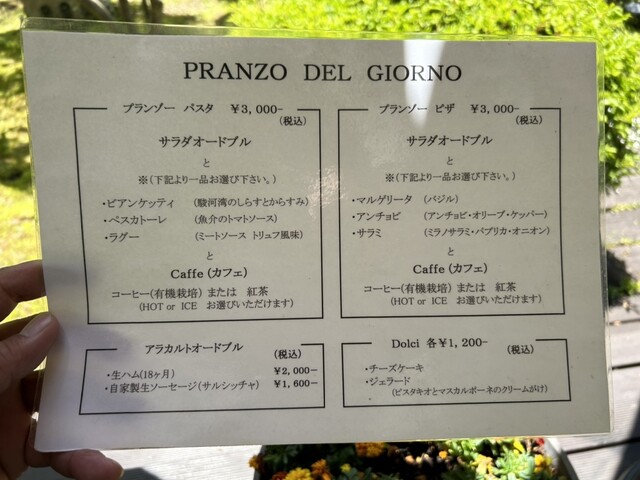 PRANZO DEL GIORNO
プランゾー パスタ ¥3,000-
(税込)
サラダオードブル
と
※(下記より一品お選び下さい。)
・ビアンケッティ (駿河湾のしらすとからすみ)
・ペスカトーレ (魚介のトマトソース)
・ラグー (ミートソース トリュフ風味)
と
Caffe (カフェ)
コーヒー(有機栽培) または 紅茶
(HOT or ICE お選びいただけます)
プランゾー ピザ ¥3,000-
(税込)
サラダオードブル
と
※(下記より一品お選び下さい。)
・マルゲリータ (バジル)
・アンチョビ (アンチョビ・オリーブ・ケッパー)
・サラミ (ミラノサラミ・パプリカ・オニオン)
と
Caffe (カフェ)
コーヒー(有機栽培) または 紅茶
(HOT or ICE お選びいただけます)
アラカルトオードブル
(税込)
・生ハム(18ヶ月) ¥2,000-
・自家製生ソーセージ(サルシッチャ) ¥1,600-
Dolci 各¥1,200-
(税込)
・チーズケーキ
・ジェラード
(ピスタキオとマスカルポーネのクリームがけ)